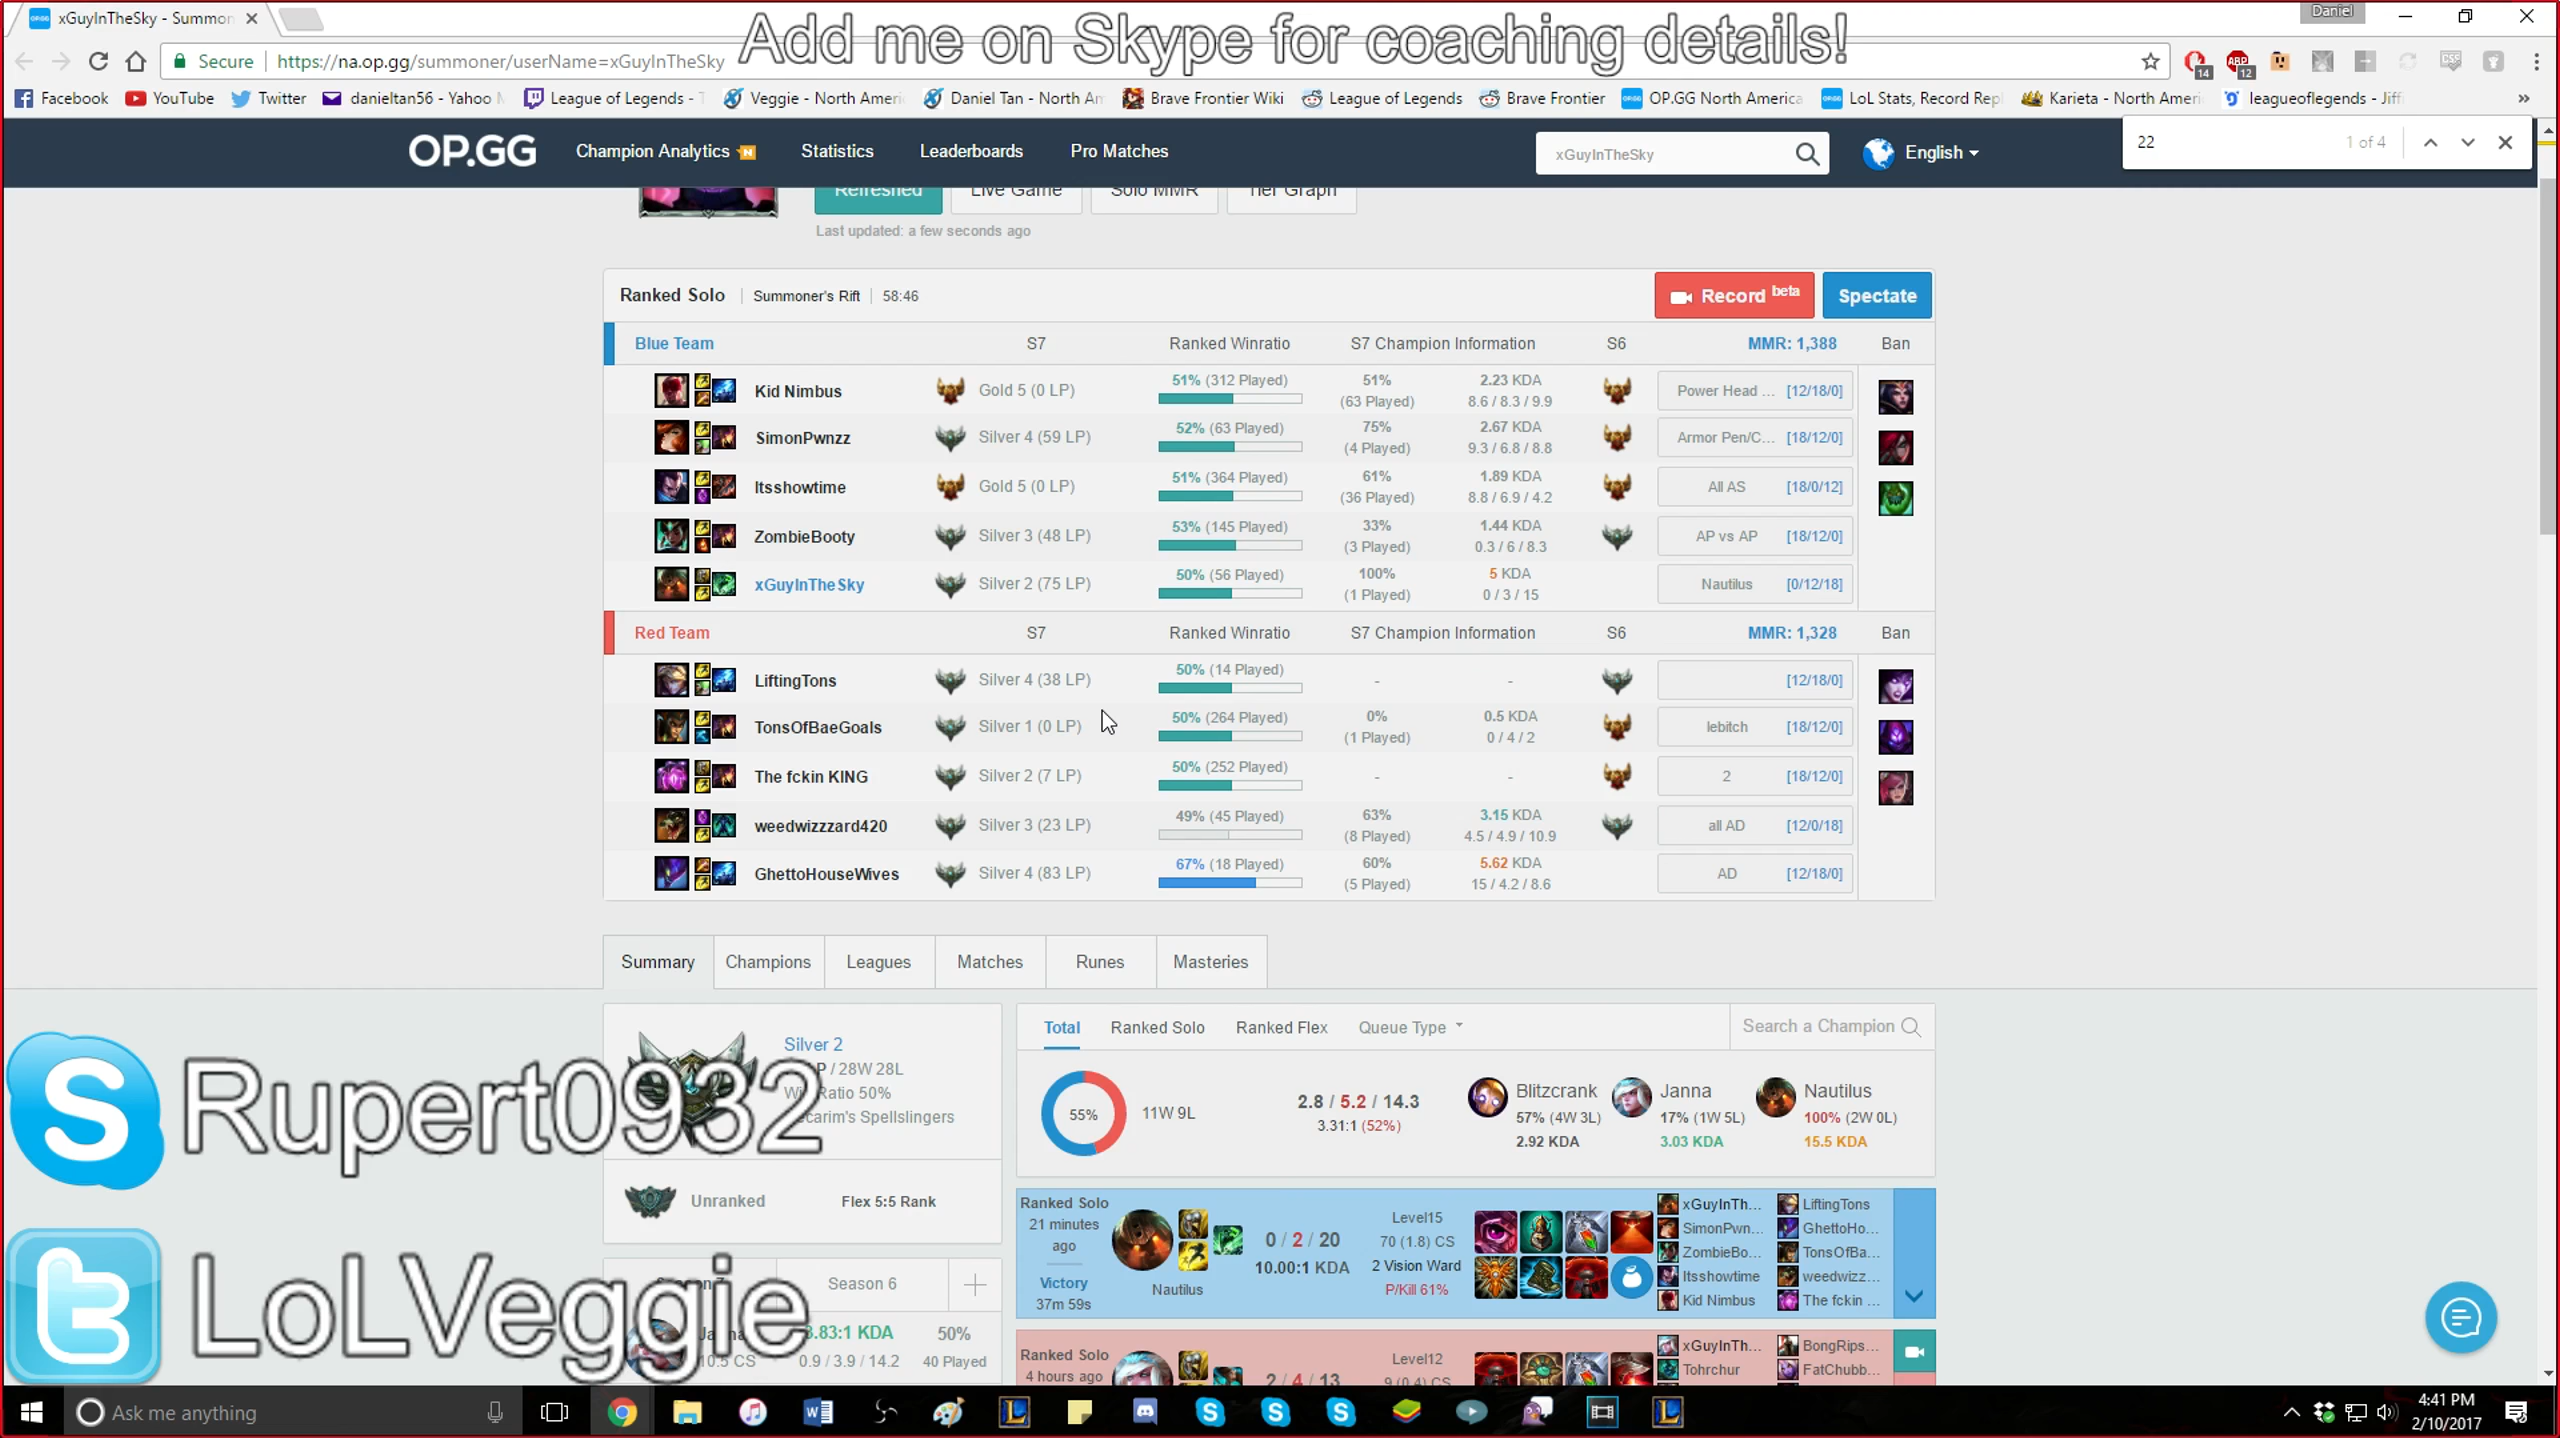 xGuyInTheSky - Summon
Daniel
Add me on Skype for coaching details!
Secure | https://na.op.gg/summoner/userName=xGuyInTheSky
14
ABP 12
Facebook YouTube Twitter danieltan56 - Yahoo League of Legends - Veggie - North Ameri Daniel Tan - North Am Brave Frontier Wiki League of Legends Brave Frontier OP.GG North America LoL Stats, Record Repl Karieta - North Ameri leagueoflegends - Jiff »
22 1 of 4
OP.GG Champion Analytics N Statistics Leaderboards Pro Matches xGuyInTheSky English
Refreshed Live Game Solo MMR Tier Graph
Last updated: a few seconds ago
Ranked Solo | Summoner's Rift | 58:46 Record beta Spectate
Blue Team S7 Ranked Winratio S7 Champion Information S6 MMR: 1,388 Ban
Kid Nimbus Gold 5 (0 LP) 51% (312 Played) 51% (63 Played) 2.23 KDA 8.6 / 8.3 / 9.9 Power Head ... [12/18/0]
SimonPwnzz Silver 4 (59 LP) 52% (63 Played) 75% (4 Played) 2.67 KDA 9.3 / 6.8 / 8.8 Armor Pen/C... [18/12/0]
Itsshowtime Gold 5 (0 LP) 51% (364 Played) 61% (36 Played) 1.89 KDA 8.8 / 6.9 / 4.2 All AS [18/0/12]
ZombieBooty Silver 3 (48 LP) 53% (145 Played) 33% (3 Played) 1.44 KDA 0.3 / 6 / 8.3 AP vs AP [18/12/0]
xGuyInTheSky Silver 2 (75 LP) 50% (56 Played) 100% (1 Played) 5 KDA 0 / 3 / 15 Nautilus [0/12/18]
Red Team S7 Ranked Winratio S7 Champion Information S6 MMR: 1,328 Ban
LiftingTons Silver 4 (38 LP) 50% (14 Played) - - [12/18/0]
TonsOfBaeGoals Silver 1 (0 LP) 50% (264 Played) 0% (1 Played) 0.5 KDA 0 / 4 / 2 lebitch [18/12/0]
The fckin KING Silver 2 (7 LP) 50% (252 Played) - - 2 [18/12/0]
weedwizzzard420 Silver 3 (23 LP) 49% (45 Played) 63% (8 Played) 3.15 KDA 4.5 / 4.9 / 10.9 all AD [12/0/18]
GhettoHouseWives Silver 4 (83 LP) 67% (18 Played) 60% (5 Played) 5.62 KDA 15 / 4.2 / 8.6 AD [12/18/0]
Summary Champions Leagues Matches Runes Masteries
Silver 2
P / 28W 28L
Ratio 50%
ecarim's Spellslingers
Unranked Flex 5:5 Rank
Season 6 +
3.83:1 KDA 50%
10.5 CS 0.9 / 3.9 / 14.2 40 Played
Total Ranked Solo Ranked Flex Queue Type Search a Champion
55% 11W 9L
2.8 / 5.2 / 14.3
3.31:1 (52%)
Blitzcrank
57% (4W 3L)
2.92 KDA
Janna
17% (1W 5L)
3.03 KDA
Nautilus
100% (2W 0L)
15.5 KDA
Ranked Solo
21 minutes
ago
Victory
37m 59s
Nautilus
0 / 2 / 20
10.00:1 KDA
Level15
70 (1.8) CS
2 Vision Ward
P/Kill 61%
xGuyInTh... LiftingTons
SimonPwn... GhettoHo...
ZombieBo... TonsOfBa...
Itsshowtime weedwizz...
Kid Nimbus The fckin ...
Ranked Solo
4 hours ago
2 / 4 / 13
Level12
9 (0.4) CS
xGuyInTh... BongRips...
Tohrchur FatChubb...
Rupert0932
LoLVeggie
Ask me anything
4:41 PM
2/10/2017